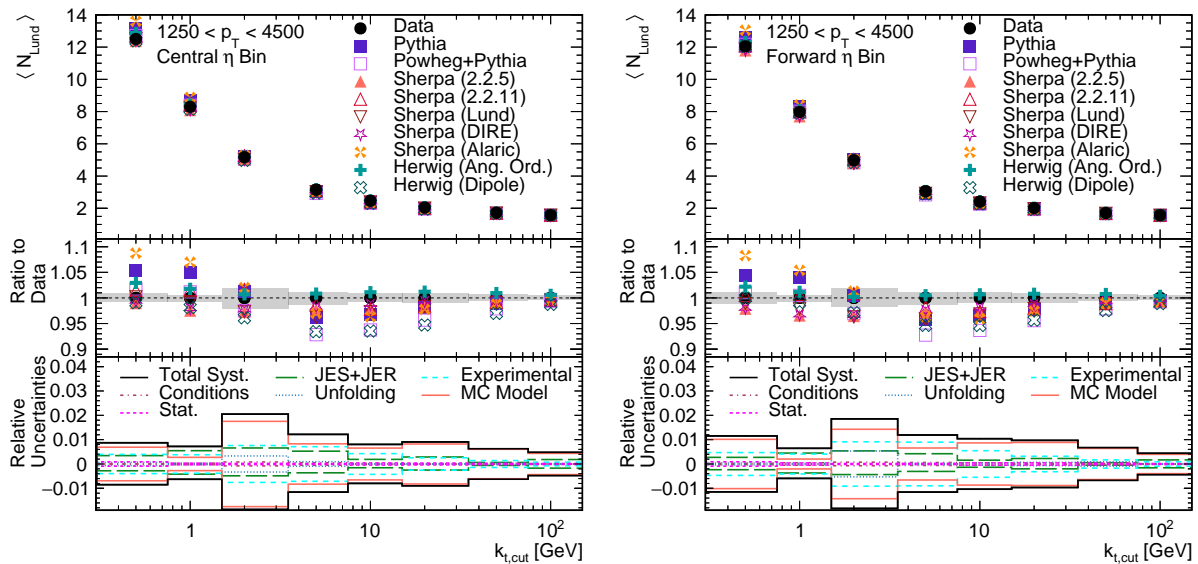 14
12
10
8
6
4
2
⟨ N_Lund ⟩
1250 < p_T < 4500
Central η Bin
Data
Pythia
Powheg+Pythia
Sherpa (2.2.5)
Sherpa (2.2.11)
Sherpa (Lund)
Sherpa (DIRE)
Sherpa (Alaric)
Herwig (Ang. Ord.)
Herwig (Dipole)
1.1
1.05
1
0.95
0.9
Ratio to
Data
0.04
0.03
0.02
0.01
0
−0.01
Relative
Uncertainties
Total Syst.
JES+JER
Experimental
Conditions
Unfolding
MC Model
Stat.
1
10
10²
k_t,cut [GeV]
14
12
10
8
6
4
2
⟨ N_Lund ⟩
1250 < p_T < 4500
Forward η Bin
Data
Pythia
Powheg+Pythia
Sherpa (2.2.5)
Sherpa (2.2.11)
Sherpa (Lund)
Sherpa (DIRE)
Sherpa (Alaric)
Herwig (Ang. Ord.)
Herwig (Dipole)
1.1
1.05
1
0.95
0.9
Ratio to
Data
0.04
0.03
0.02
0.01
0
−0.01
Relative
Uncertainties
Total Syst.
JES+JER
Experimental
Conditions
Unfolding
MC Model
Stat.
1
10
10²
k_t,cut [GeV]